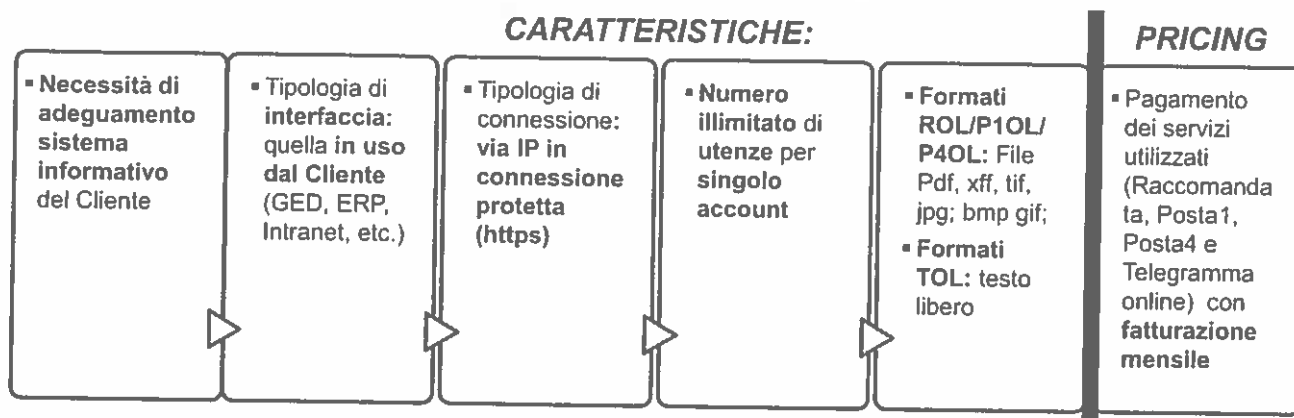 CARATTERISTICHE:
PRICING
▪ Necessità di
adeguamento
sistema
informativo
del Cliente
▪ Tipologia di
interfaccia:
quella in uso
dal Cliente
(GED, ERP,
Intranet, etc.)
▪ Tipologia di
connessione:
via IP in
connessione
protetta
(https)
▪ Numero
illimitato di
utenze per
singolo
account
▪ Formati
ROL/P1OL/
P4OL: File
Pdf, xff, tif,
jpg; bmp gif;
▪ Formati
TOL: testo
libero
▪ Pagamento
dei servizi
utilizzati
(Raccomanda
ta, Posta1,
Posta4 e
Telegramma
online) con
fatturazione
mensile